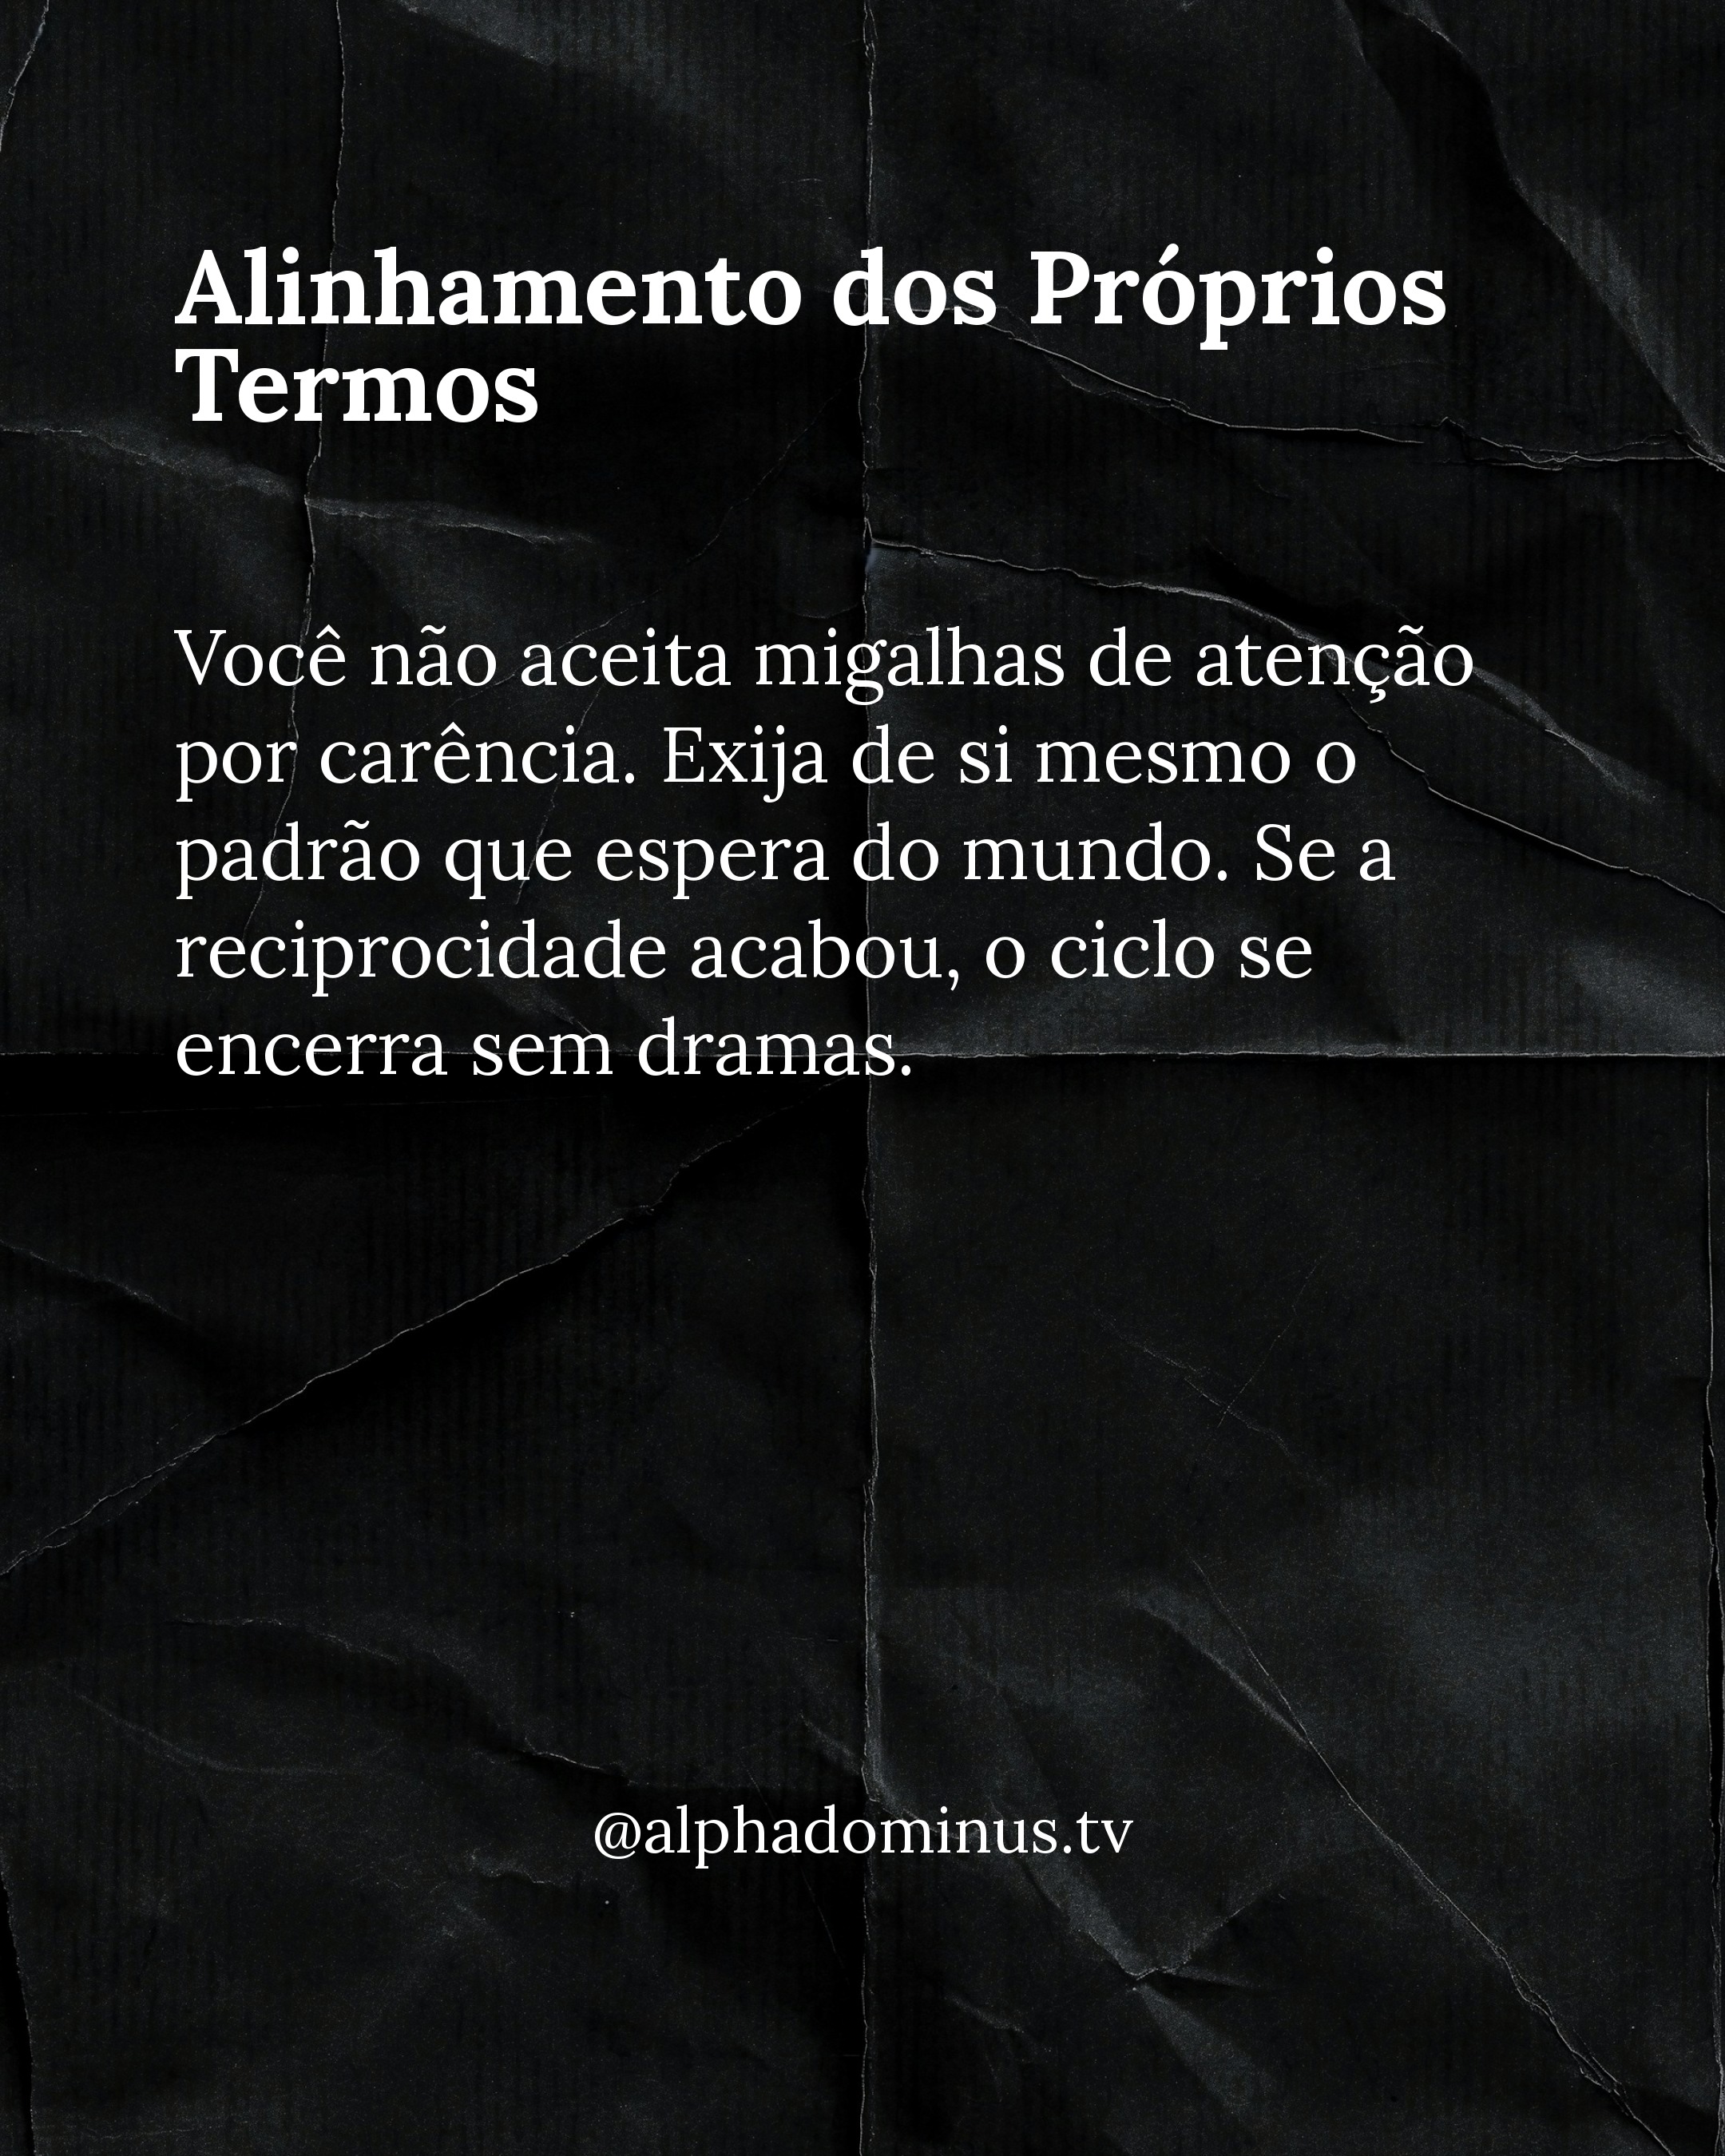 Alinhamento dos Próprios
Termos
Você não aceita migalhas de atenção
por carência. Exija de si mesmo o
padrão que espera do mundo. Se a
reciprocidade acabou, o ciclo se
encerra sem dramas.
@alphadominus.tv